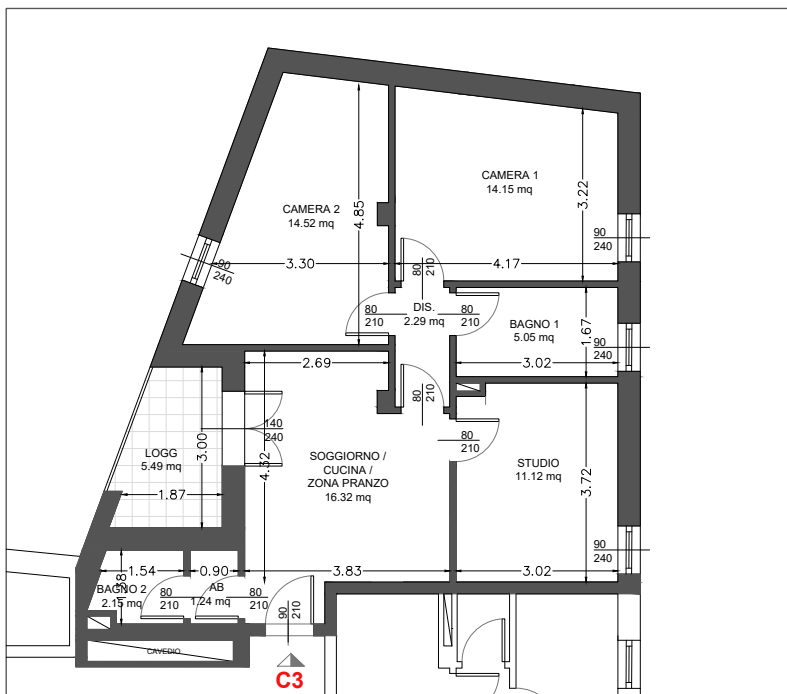 CAMERA 1
14.15 mq
3.22
4.17
CAMERA 2
14.52 mq
4.85
3.30
90
240
90
240
80
210
DIS.
2.29 mq
80
210
80
210
BAGNO 1
5.05 mq
1.67
3.02
90
240
2.69
80
210
LOGG
5.49 mq
3.00
1.87
140
240
4.32
SOGGIORNO /
CUCINA /
ZONA PRANZO
16.32 mq
80
210
STUDIO
11.12 mq
3.72
3.02
90
240
3.83
1.54
0.90
1.38
BAGNO 2
2.15 mq
80
210
AB
1.24 mq
80
210
90
210
CAVEDIO
C3